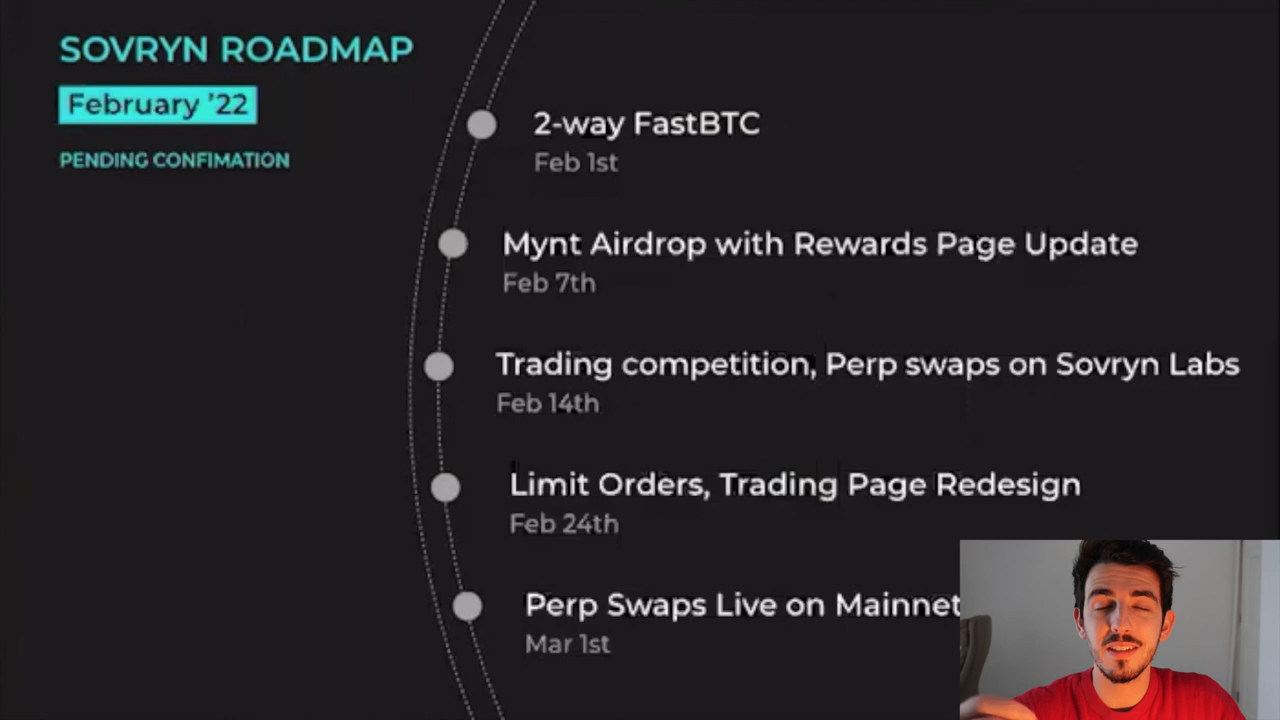 SOVRYN ROADMAP
February '22
PENDING CONFIMATION
2-way FastBTC
Feb 1st
Mynt Airdrop with Rewards Page Update
Feb 7th
Trading competition, Perp swaps on Sovryn Labs
Feb 14th
Limit Orders, Trading Page Redesign
Feb 24th
Perp Swaps Live on Mainnet
Mar 1st